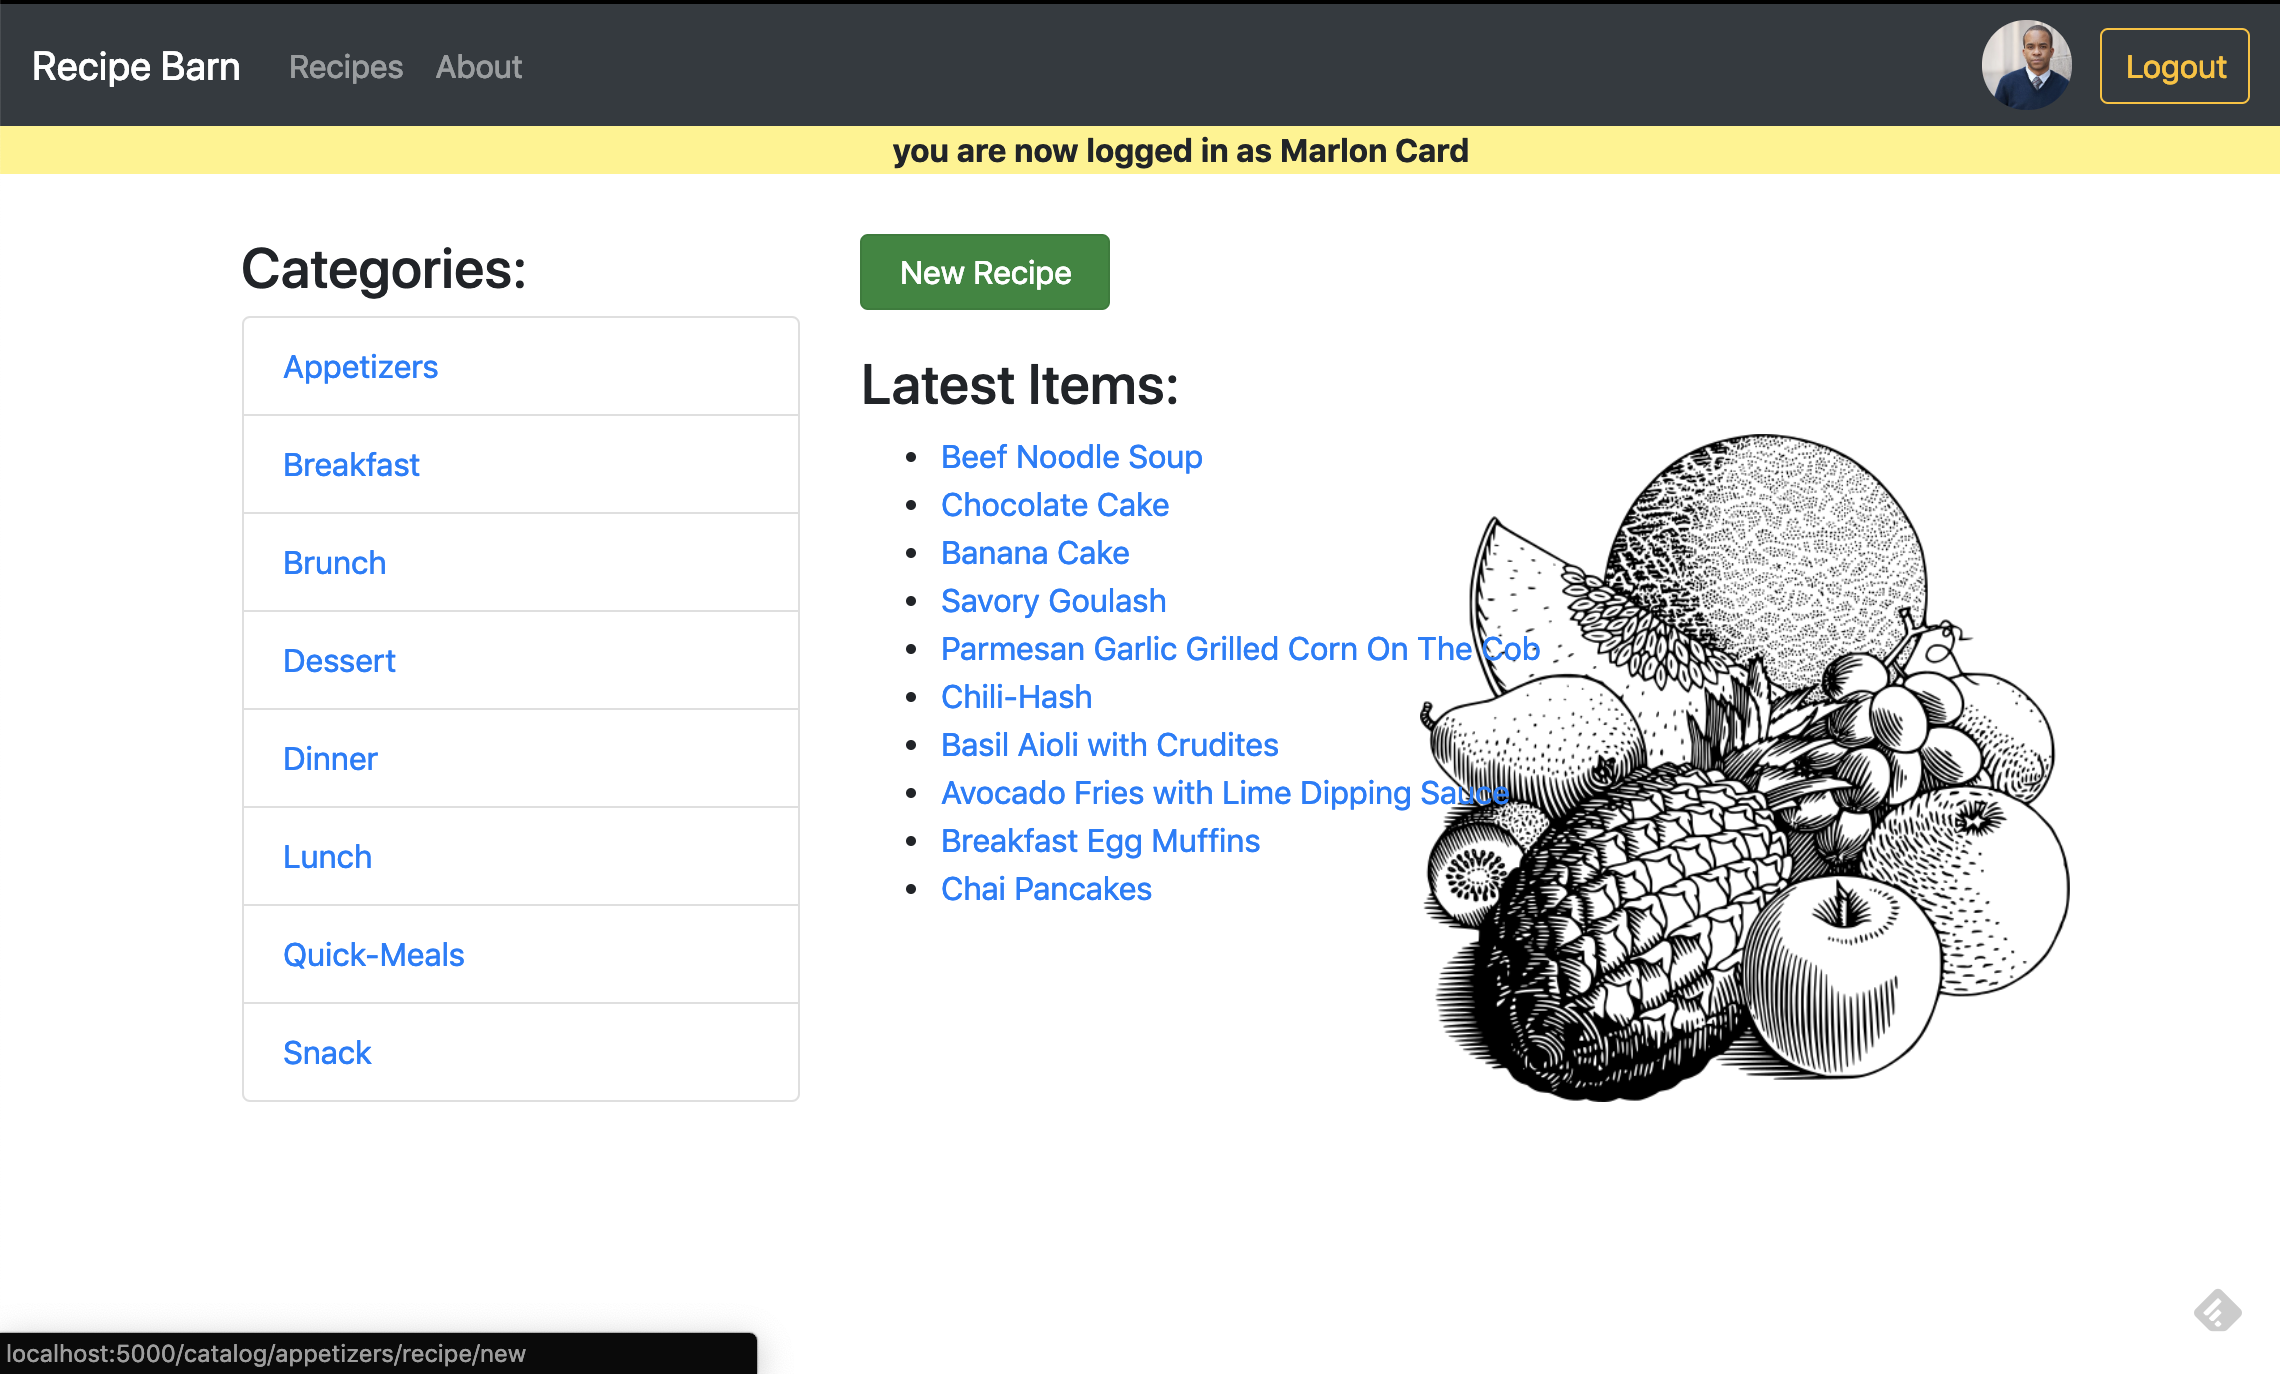 Recipe Barn Recipes About Logout
you are now logged in as Marlon Card
Categories:
Appetizers
Breakfast
Brunch
Dessert
Dinner
Lunch
Quick-Meals
Snack
New Recipe
Latest Items:
Beef Noodle Soup
Chocolate Cake
Banana Cake
Savory Goulash
Parmesan Garlic Grilled Corn On The Cob
Chili-Hash
Basil Aioli with Crudites
Avocado Fries with Lime Dipping Sauce
Breakfast Egg Muffins
Chai Pancakes
localhost:5000/catalog/appetizers/recipe/new